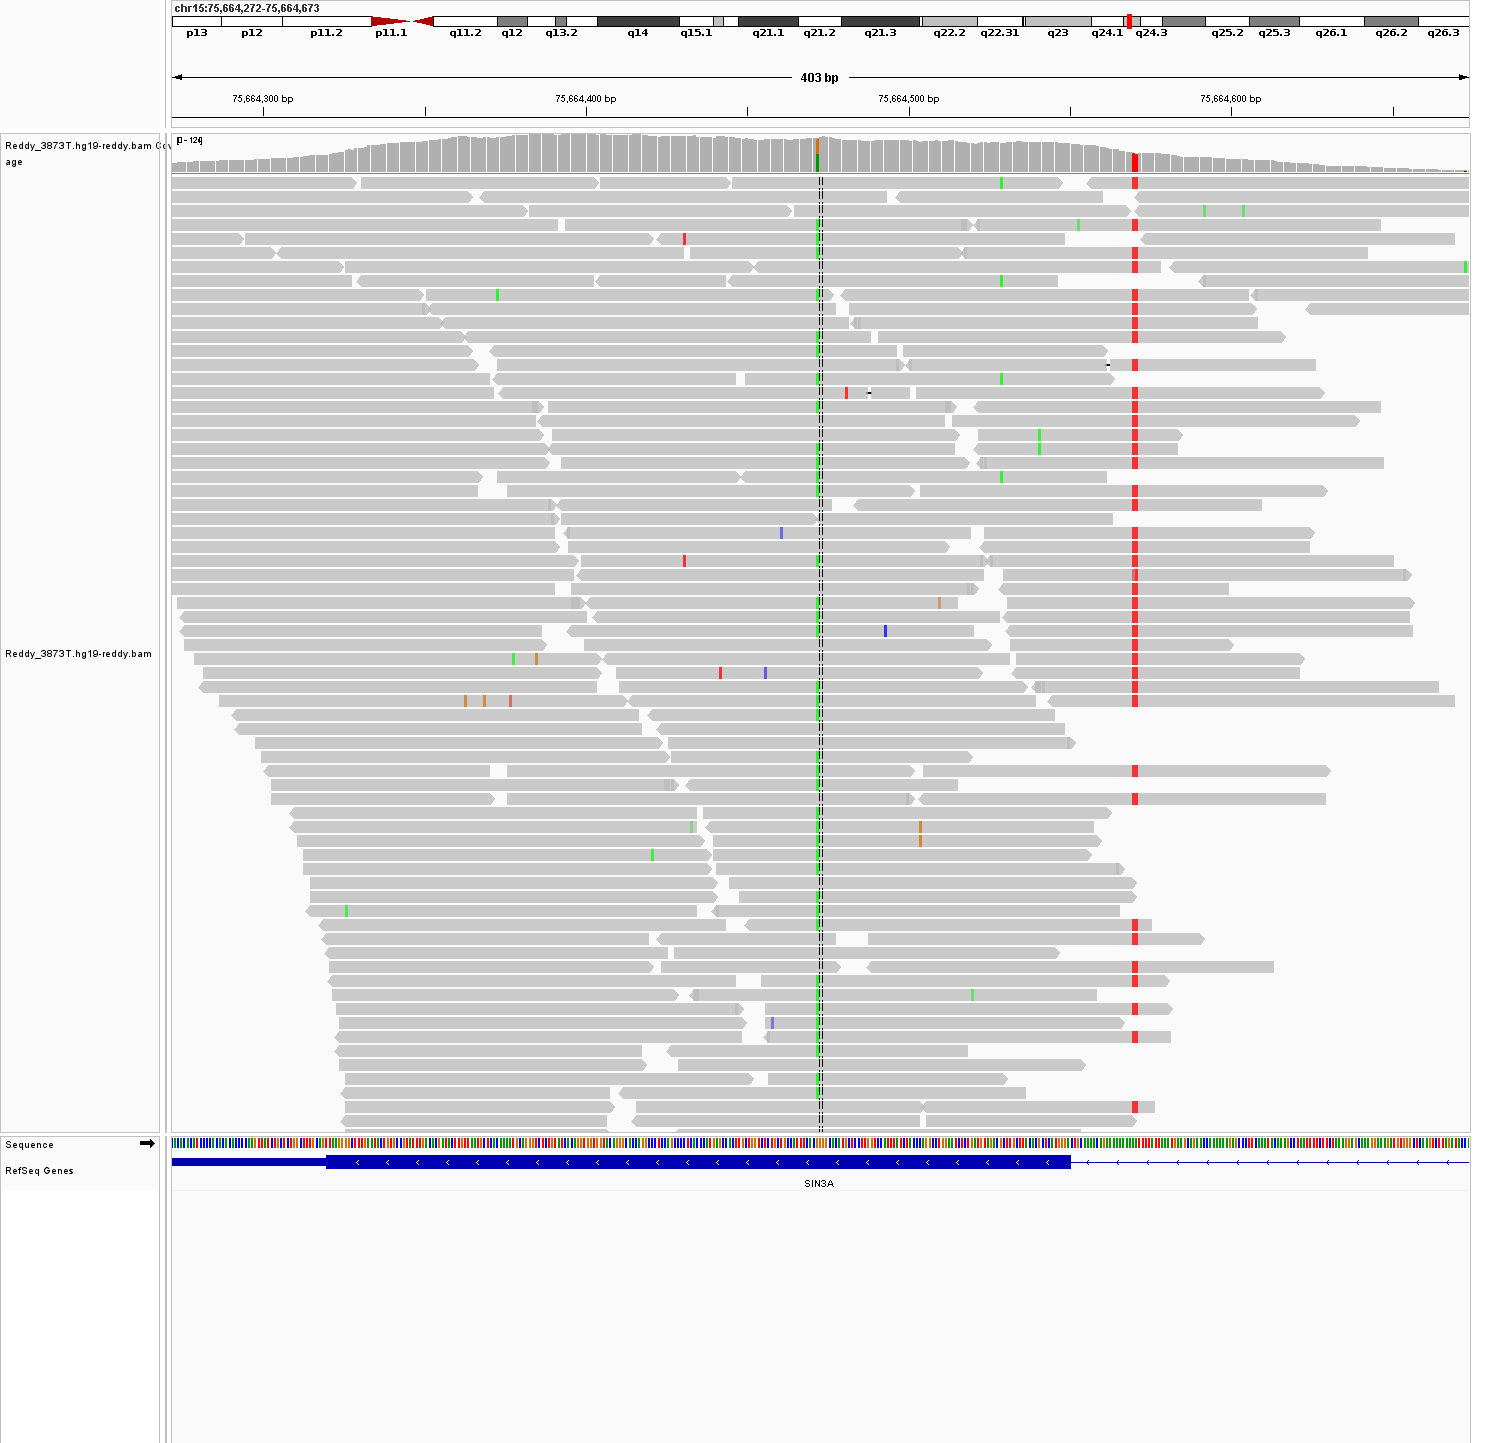 chr15:75,664,272-75,664,673
p13 p12 p11.2 p11.1 q11.2 q12 q13.2 q14 q15.1 q21.1 q21.2 q21.3 q22.2 q22.31 q23 q24.1 q24.3 q25.2 q25.3 q26.1 q26.2 q26.3
403 bp
75,664,300 bp 75,664,400 bp 75,664,500 bp 75,664,600 bp
[0 - 124]
Reddy_3873T.hg19-reddy.bam Cov
age
Reddy_3873T.hg19-reddy.bam
Sequence
RefSeq Genes
SIN3A